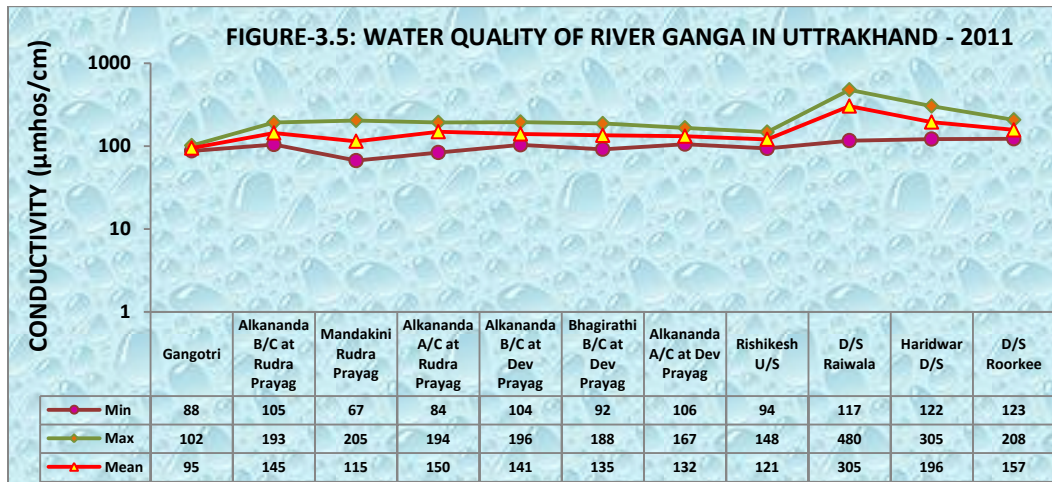 FIGURE-3.5: WATER QUALITY OF RIVER GANGA IN UTTRAKHAND - 2011
CONDUCTIVITY (µmhos/cm)
1000
100
10
1
Gangotri
Alkananda
B/C at
Rudra
Prayag
Mandakini
Rudra
Prayag
Alkananda
A/C at
Rudra
Prayag
Alkananda
B/C at
Dev
Prayag
Bhagirathi
B/C at
Dev
Prayag
Alkananda
A/C at Dev
Prayag
Rishikesh
U/S
D/S
Raiwala
Haridwar
D/S
D/S
Roorkee
Min 88 105 67 84 104 92 106 94 117 122 123
Max 102 193 205 194 196 188 167 148 480 305 208
Mean 95 145 115 150 141 135 132 121 305 196 157